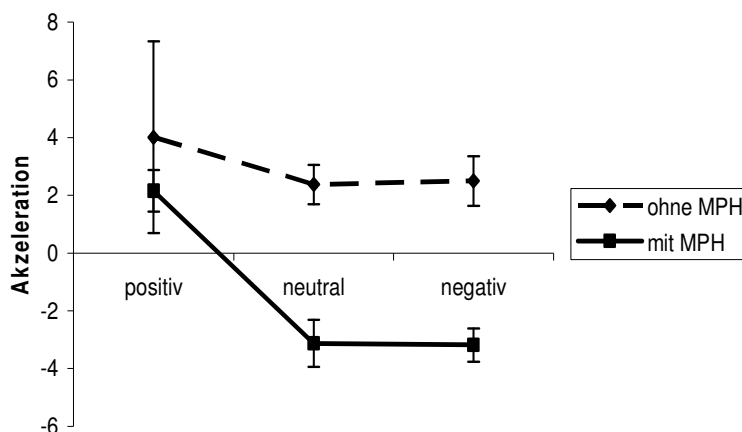 8
6
4
2
0
-2
-4
-6
Akzeleration
positiv
neutral
negativ
ohne MPH
mit MPH